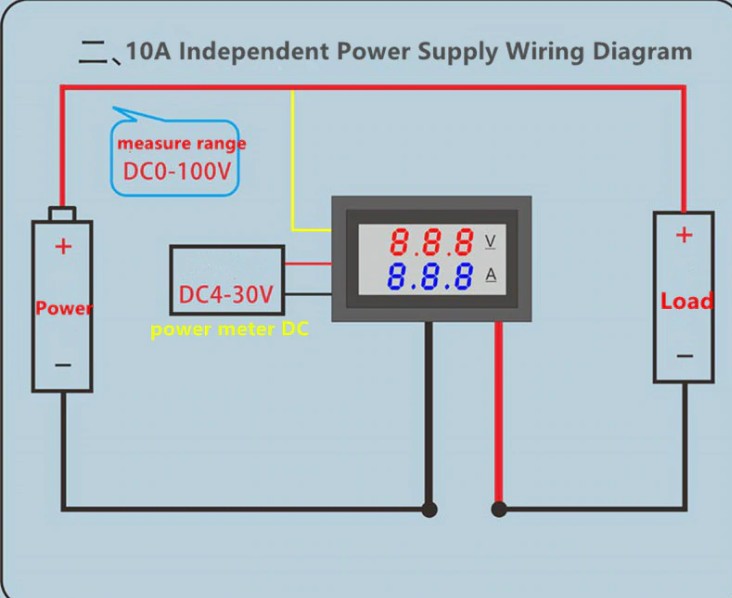 二、10A Independent Power Supply Wiring Diagram
measure range
DC0-100V
8.8.8 V
8.8.8 A
+
+
DC4-30V
Power
Load
power meter DC
−
−